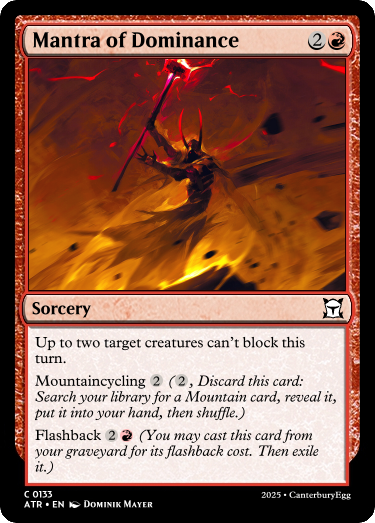 Mantra of Dominance 2
Sorcery
Up to two target creatures can't block this
turn.
Mountaincycling 2 (2, Discard this card:
Search your library for a Mountain card, reveal it,
put it into your hand, then shuffle.)
Flashback 2 (You may cast this card from
your graveyard for its flashback cost. Then exile
it.)
C 0133
ATR • EN Dominik Mayer
2025 • CanterburyEgg